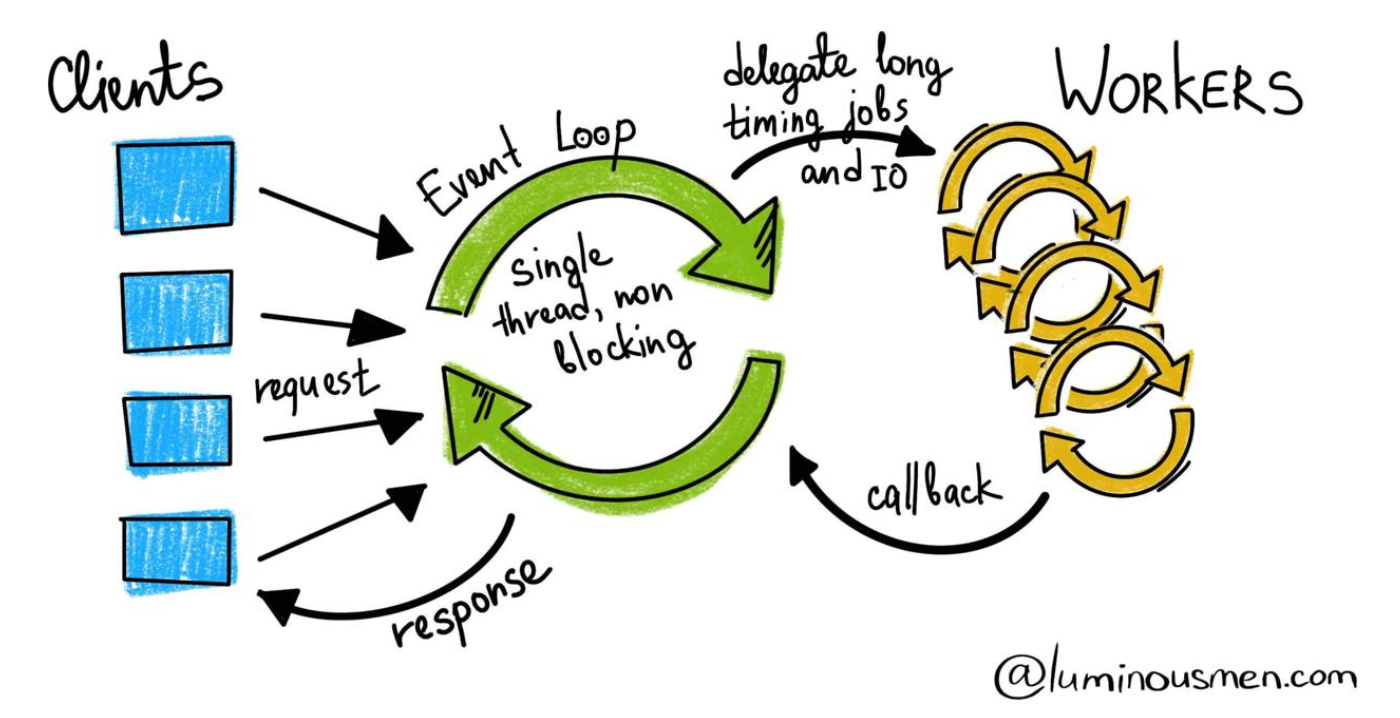 Clients
Event Loop
single
thread, non
blocking
delegate long
timing jobs
and IO
WORKERS
request
callback
response
@luminousmen.com